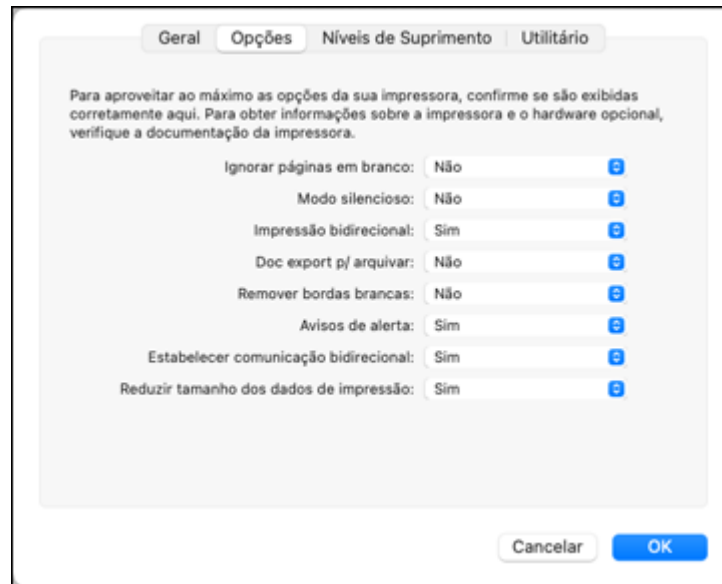 Geral Opções Níveis de Suprimento Utilitário
Para aproveitar ao máximo as opções da sua impressora, confirme se são exibidas
corretamente aqui. Para obter informações sobre a impressora e o hardware opcional,
verifique a documentação da impressora.
Ignorar páginas em branco: Não
Modo silencioso: Não
Impressão bidirecional: Sim
Doc export p/ arquivar: Não
Remover bordas brancas: Não
Avisos de alerta: Sim
Estabelecer comunicação bidirecional: Sim
Reduzir tamanho dos dados de impressão: Sim
Cancelar OK